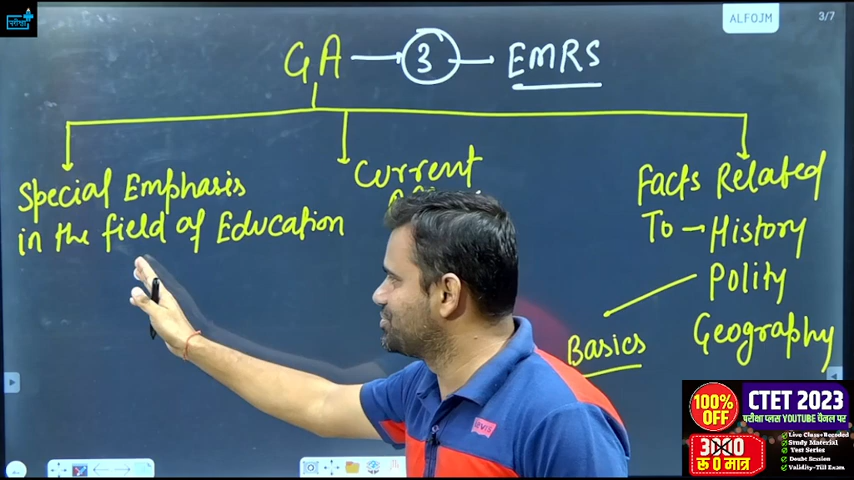 परीक्षा
ALFOJM
3/7
GA → 3 → EMRS
Special Emphasis
in the field of Education
Current
Facts Related
To → History
Polity
Geography
Basics
100%
OFF
CTET 2023
परीक्षा प्लस YOUTUBE चैनल पर
रू 0 मात्र
Live Class+Recoded
Study Material
Test Series
Doubt Session
Validity-Till Exam